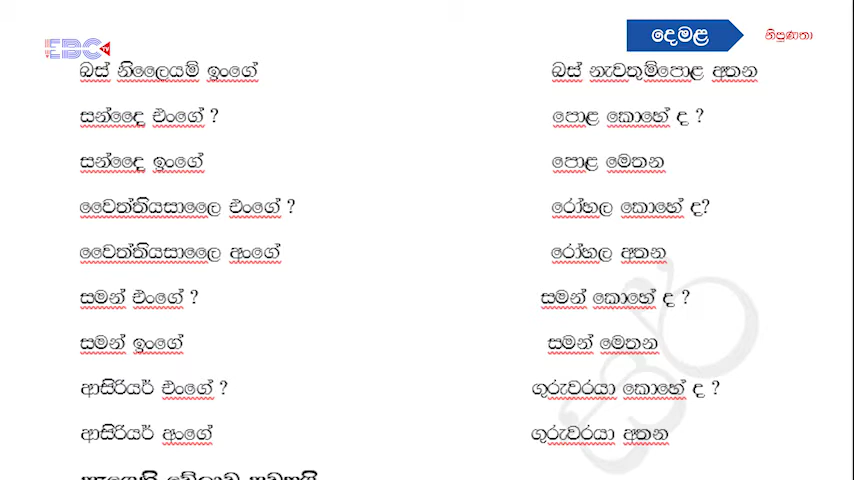 EBC TV
දෙමළ
නිපුණතා
බස් නිලෛයම් ඉංගේ බස් නැවතුම්පොළ අතන
සන්දෛ එංගේ ? පොළ කොහේ ද ?
සන්දෛ ඉංගේ පොළ මෙතන
වෛත්තියසාලෛ එංගේ ? රෝහල කොහේ ද?
වෛත්තියසාලෛ අංගේ රෝහල අතන
සමන් එංගේ ? සමන් කොහේ ද ?
සමන් ඉංගේ සමන් මෙතන
ආසිරියර් එංගේ ? ගුරුවරයා කොහේ ද ?
ආසිරියර් අංගේ ගුරුවරයා අතන